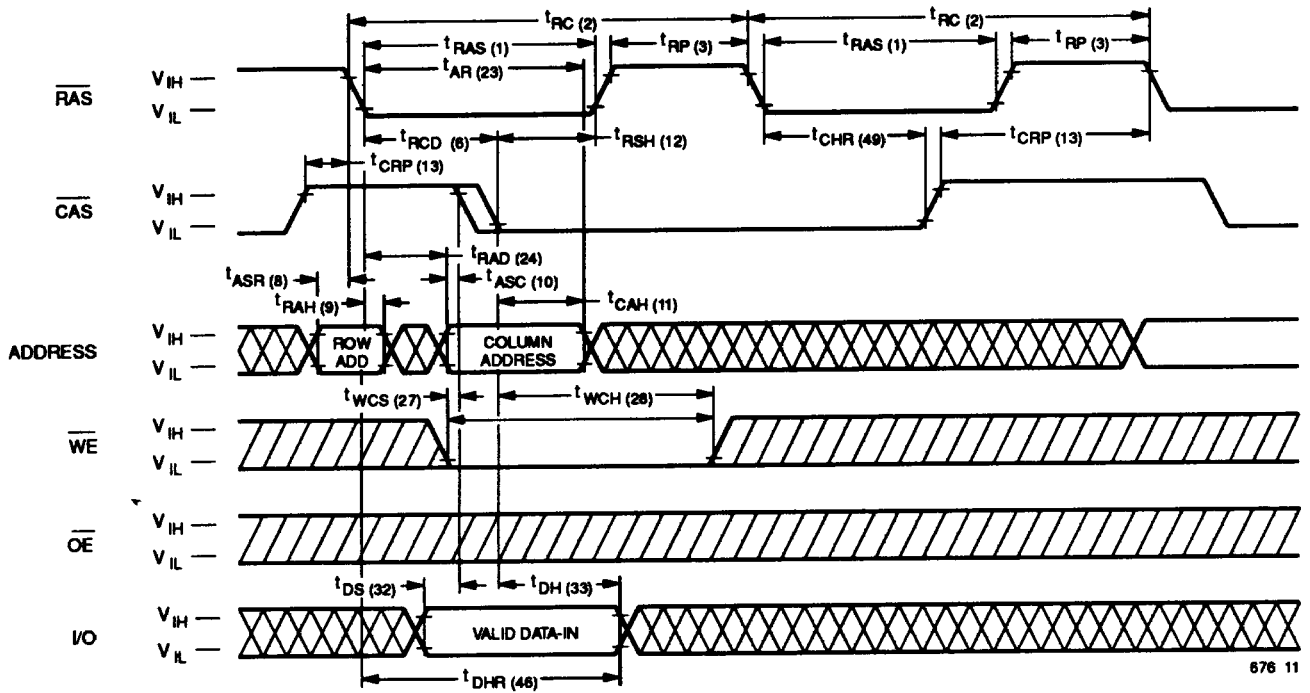 tRC (2) tRC (2)
tRAS (1) tRP (3) tRAS (1) tRP (3)
tAR (23)
RAS VIH VIL
tRCD (6) tRSH (12) tCHR (49) tCRP (13)
tCRP (13)
CAS VIH VIL
tRAD (24)
tASR (8) tASC (10)
tRAH (9) tCAH (11)
ADDRESS VIH VIL
ROW ADD
COLUMN ADDRESS
tWCS (27) tWCH (28)
WE VIH VIL
OE VIH VIL
tDS (32) tDH (33)
I/O VIH VIL
VALID DATA-IN
tDHR (46)
676 11